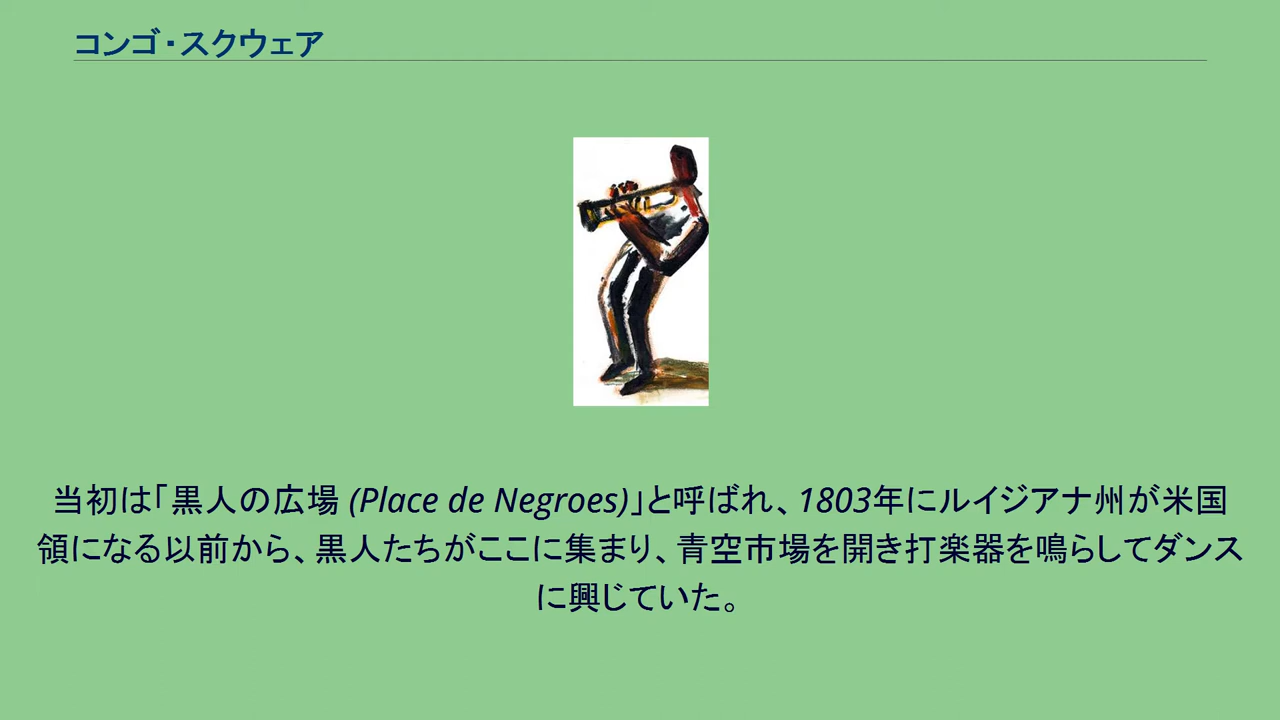 コンゴ・スクウェア
当初は「黒人の広場 (Place de Negroes)」と呼ばれ、1803年にルイジアナ州が米国
領になる以前から、黒人たちがここに集まり、青空市場を開き打楽器を鳴らしてダンス
に興じていた。